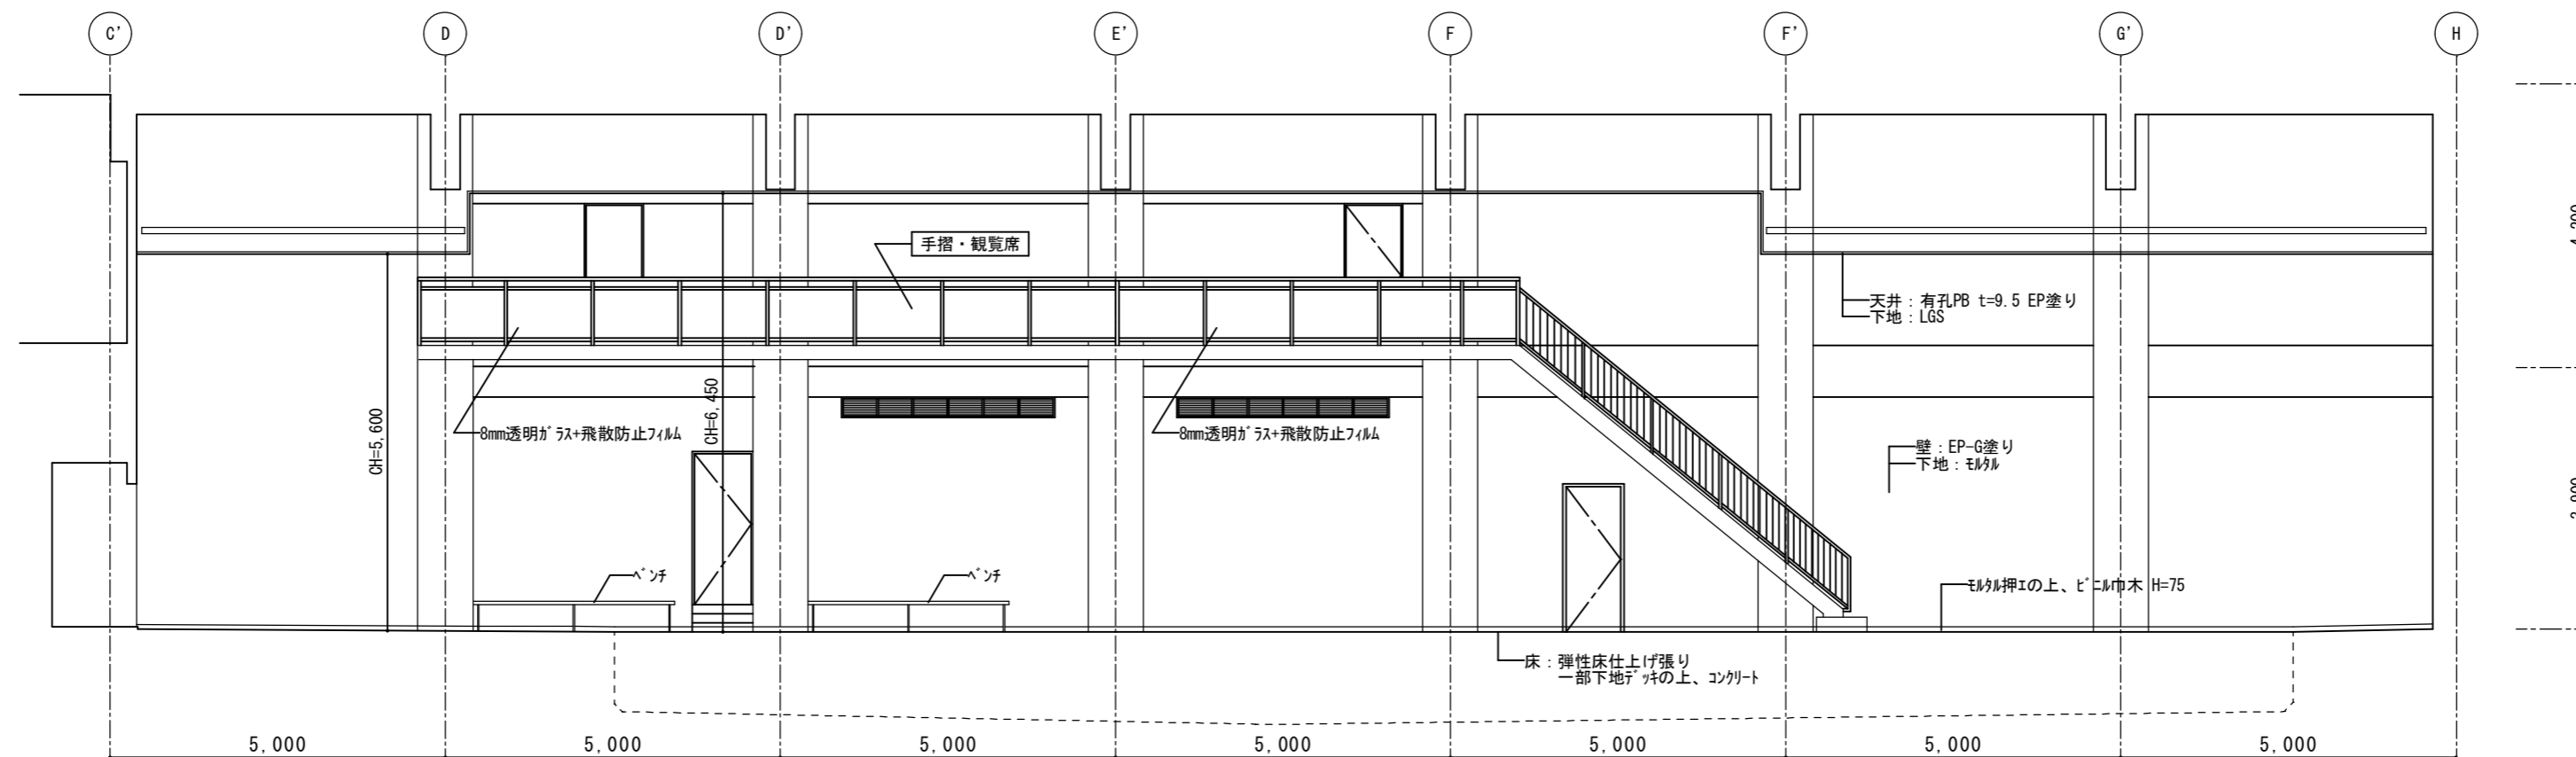 C' D D' E' F F' G' H
手摺・観覧席
天井：有孔PB t=9.5 EP塗り
下地：LGS
CH=5,600
CH=6,450
8mm透明ｶﾞﾗｽ+飛散防止ﾌｨﾙﾑ
8mm透明ｶﾞﾗｽ+飛散防止ﾌｨﾙﾑ
壁：EP-G塗り
下地：ﾓﾙﾀﾙ
ﾍﾞﾝﾁ
ﾍﾞﾝﾁ
ﾓﾙﾀﾙ押ｴの上、ﾋﾞﾆﾙ巾木 H=75
床：弾性床仕上げ張り
一部下地ﾃﾞｯｷの上、ｺﾝｸﾘｰﾄ
5,000 5,000 5,000 5,000 5,000 5,000 5,000